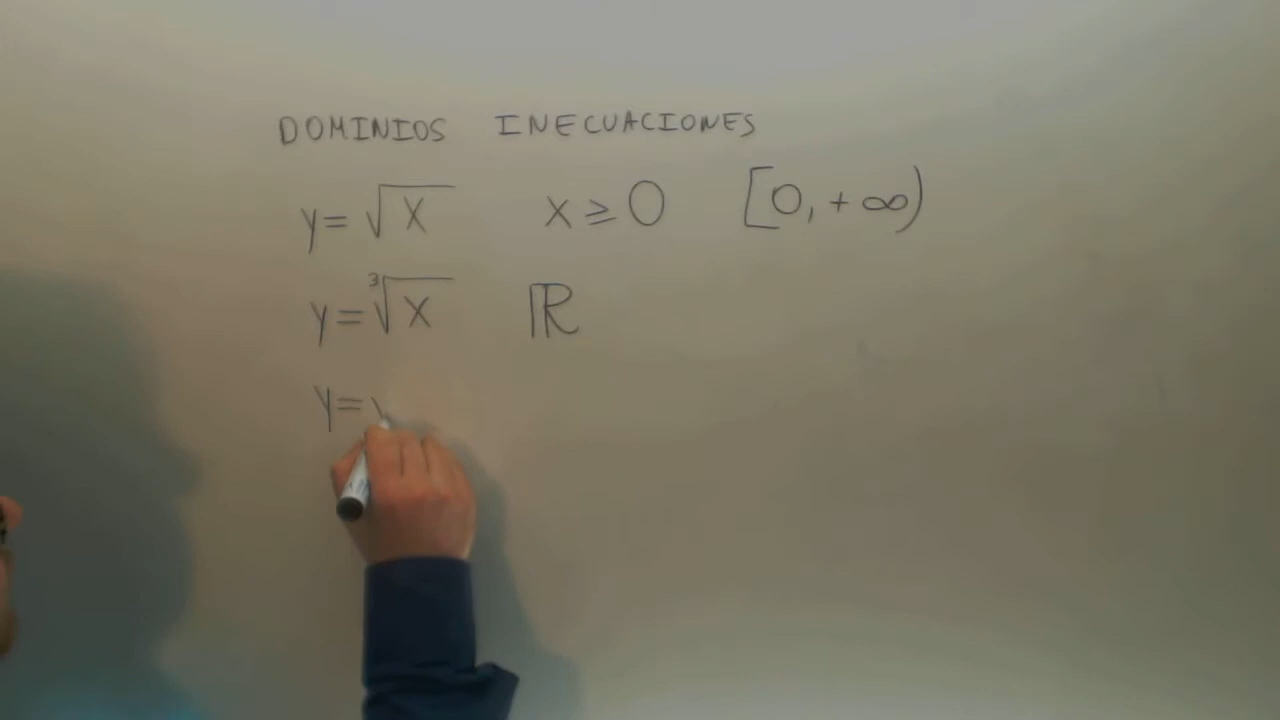 DOMINIOS INECUACIONES
y = √x x ≥ 0 [0, + ∞)
y = ∛x ℝ
y =